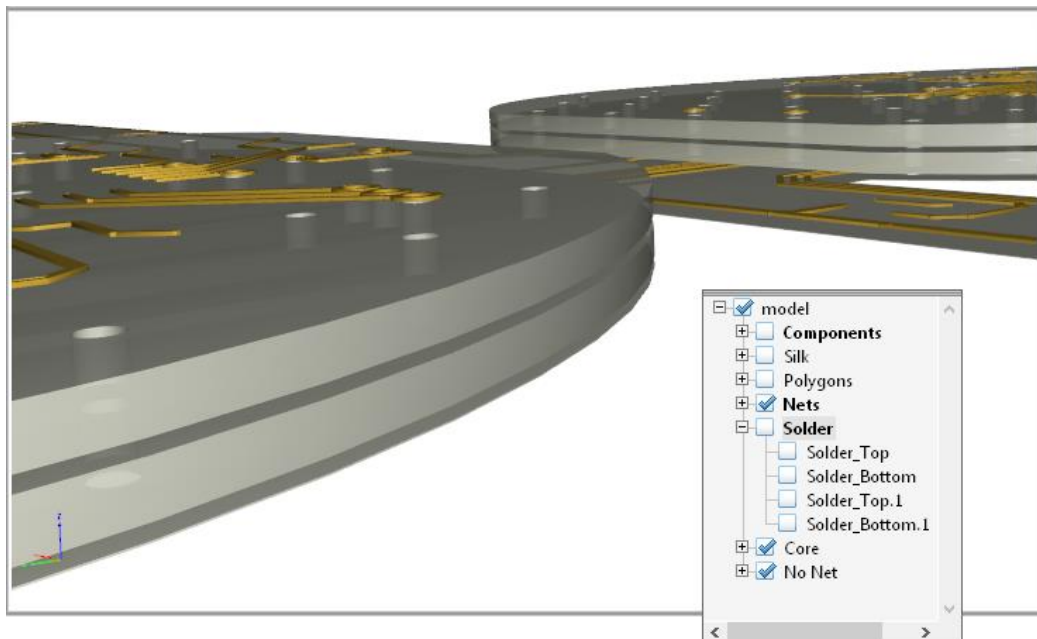 model
Components
Silk
Polygons
Nets
Solder
Solder_Top
Solder_Bottom
Solder_Top.1
Solder_Bottom.1
Core
No Net
z